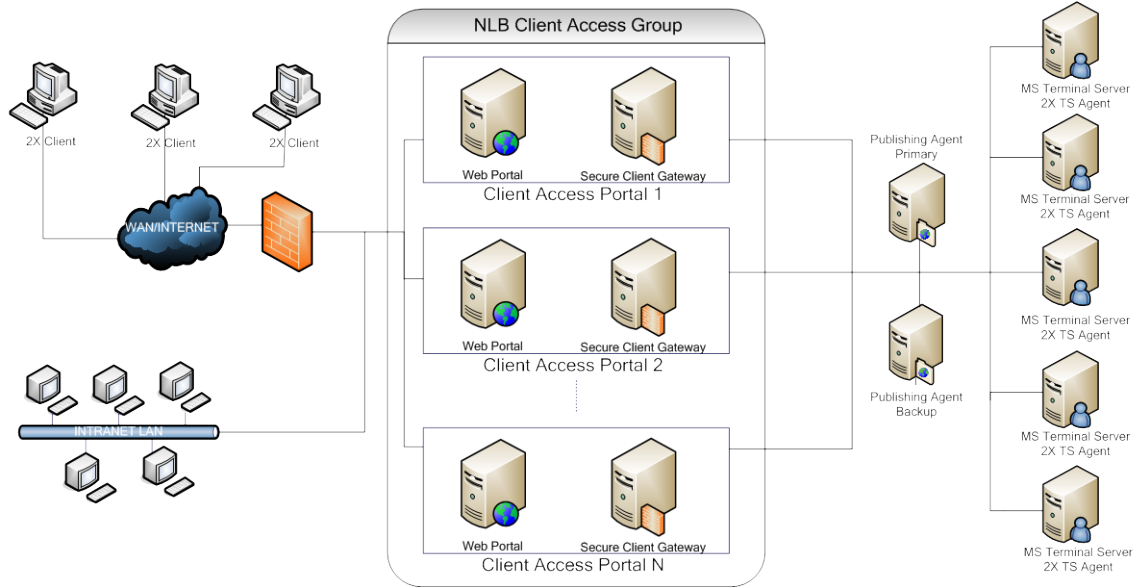 NLB Client Access Group
2X Client
2X Client
2X Client
WAN/INTERNET
INTRANET LAN
Web Portal
Secure Client Gateway
Client Access Portal 1
Web Portal
Secure Client Gateway
Client Access Portal 2
Web Portal
Secure Client Gateway
Client Access Portal N
Publishing Agent
Primary
Publishing Agent
Backup
MS Terminal Server
2X TS Agent
MS Terminal Server
2X TS Agent
MS Terminal Server
2X TS Agent
MS Terminal Server
2X TS Agent
MS Terminal Server
2X TS Agent